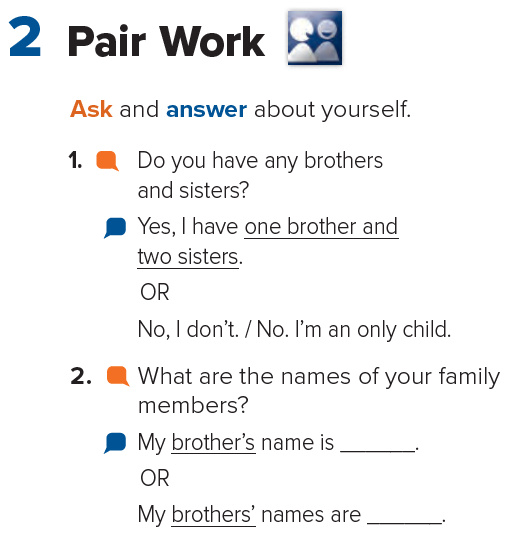 2 Pair Work
Ask and answer about yourself.
1. Do you have any brothers
and sisters?
Yes, I have one brother and
two sisters.
OR
No, I don’t. / No. I’m an only child.
2. What are the names of your family
members?
My brother’s name is ______.
OR
My brothers’ names are ______.